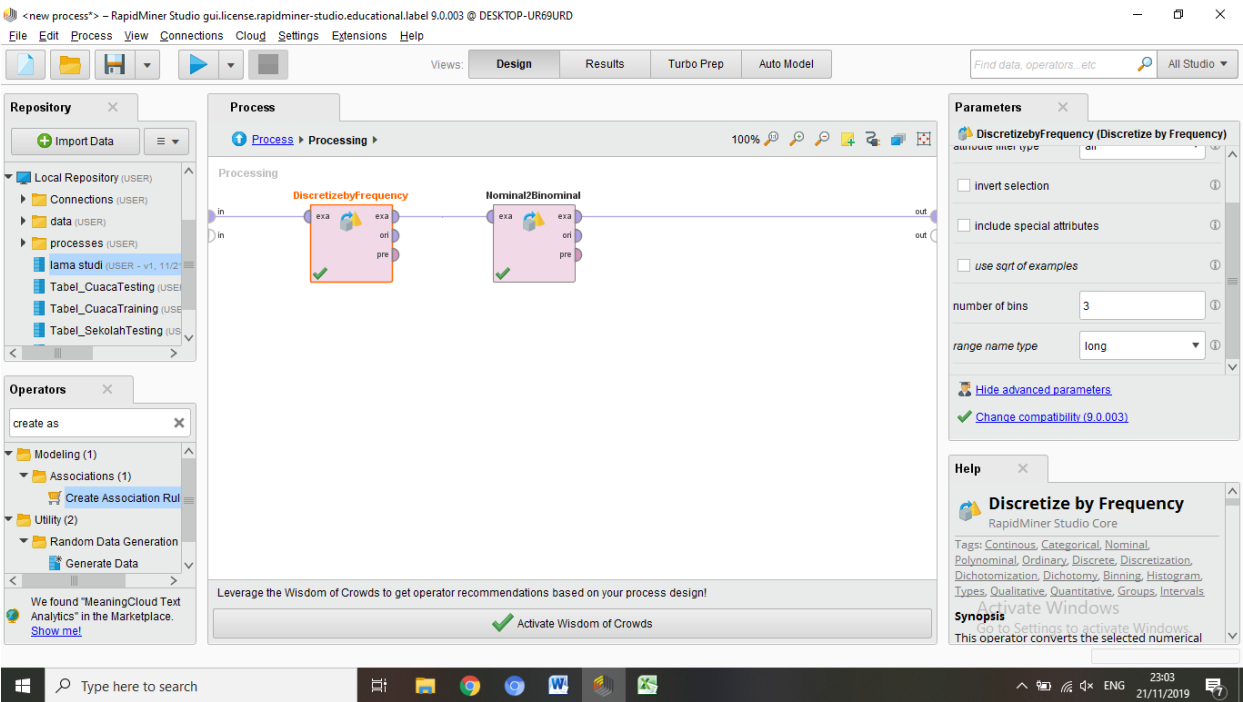 <new process*> – RapidMiner Studio gui.license.rapidminer-studio.educational.label 9.0.003 @ DESKTOP-UR69URD
File Edit Process View Connections Cloud Settings Extensions Help
Views: Design Results Turbo Prep Auto Model
Find data, operators...etc All Studio
Repository
Import Data
Local Repository (USER)
Connections (USER)
data (USER)
processes (USER)
lama studi (USER - v1, 11/2
Tabel_CuacaTesting (USE
Tabel_CuacaTraining (USE
Tabel_SekolahTesting (US
Operators
create as
Modeling (1)
Associations (1)
Create Association Rul
Utility (2)
Random Data Generation
Generate Data
We found "MeaningCloud Text
Analytics" in the Marketplace.
Show me!
Process
Process Processing
100%
Processing
DiscretizebyFrequency Nominal2Binominal
in exa exa exa exa out
in ori ori out
pre pre
Leverage the Wisdom of Crowds to get operator recommendations based on your process design!
Activate Wisdom of Crowds
Parameters
DiscretizebyFrequency (Discretize by Frequency)
attribute filter type all
invert selection
include special attributes
use sqrt of examples
number of bins 3
range name type long
Hide advanced parameters
Change compatibility (9.0.003)
Help
Discretize by Frequency
RapidMiner Studio Core
Tags: Continous, Categorical, Nominal,
Polynominal, Ordinary, Discrete, Discretization,
Dichotomization, Dichotomy, Binning, Histogram,
Types, Qualitative, Quantitative, Groups, Intervals
Activate Windows
Synopsis
Go to Settings to activate Windows.
This operator converts the selected numerical
Type here to search
ENG
23:03
21/11/2019
7